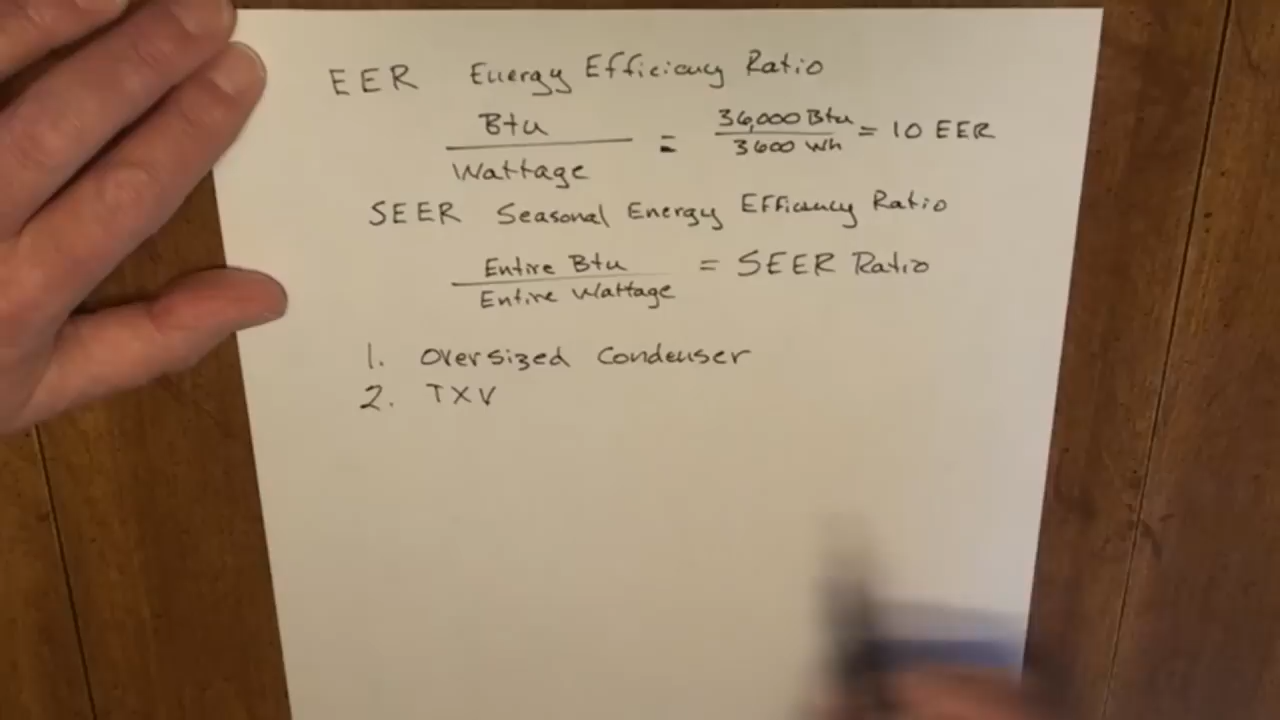 EER Energy Efficiency Ratio
Btu / Wattage = 36,000 Btu / 3600 Wh = 10 EER
SEER Seasonal Energy Efficiency Ratio
Entire Btu / Entire Wattage = SEER Ratio
1. Oversized Condenser
2. TXV